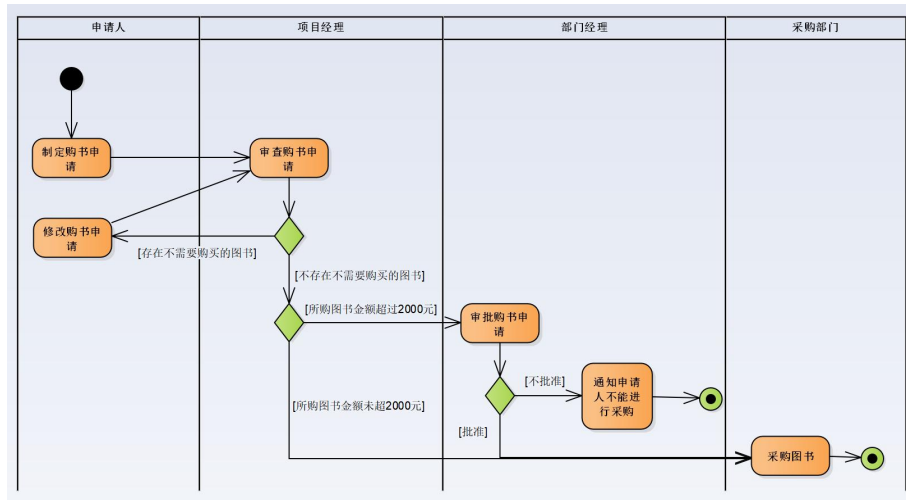 申请人
项目经理
部门经理
采购部门
制定购书申
请
审查购书申
请
修改购书申
请
[存在不需要购买的图书]
[不存在不需要购买的图书]
[所购图书金额超过2000元]
审批购书申
请
[不批准]
通知申请
人不能进
行采购
[所购图书金额未超2000元]
[批准]
采购图书